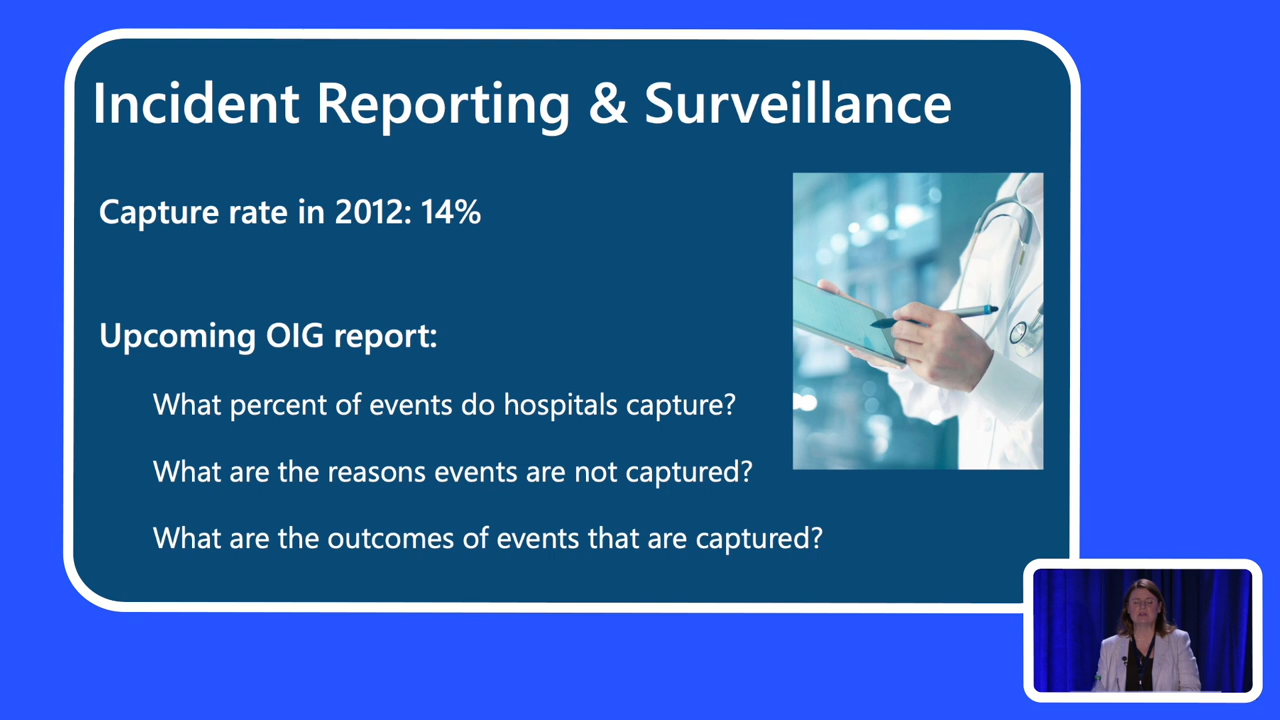 Incident Reporting & Surveillance
Capture rate in 2012: 14%
Upcoming OIG report:
What percent of events do hospitals capture?
What are the reasons events are not captured?
What are the outcomes of events that are captured?